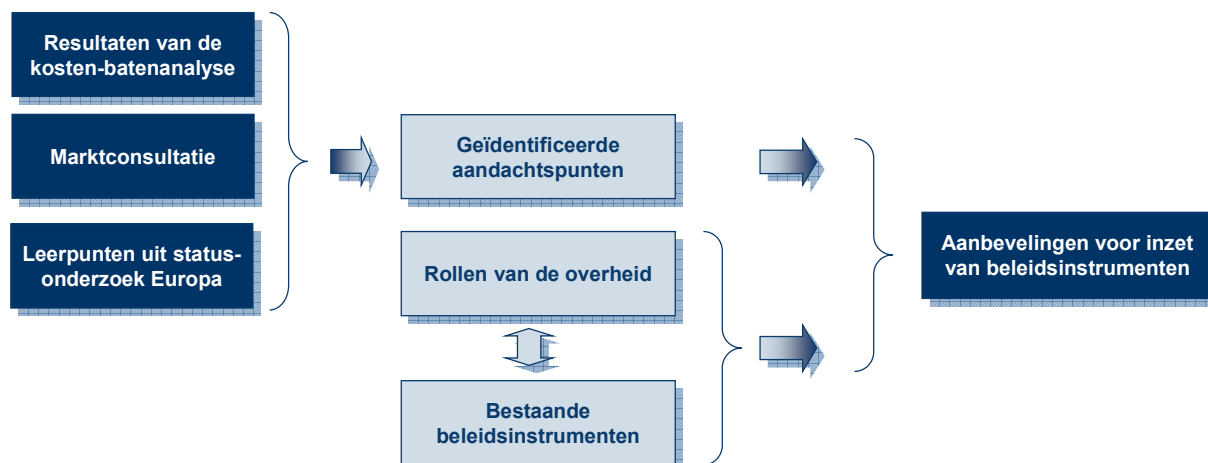 Resultaten van de
kosten-batenanalyse
Marktconsultatie
Leerpunten uit status-
onderzoek Europa
Geïdentificeerde
aandachtspunten
Rollen van de overheid
Bestaande
beleidsinstrumenten
Aanbevelingen voor inzet
van beleidsinstrumenten